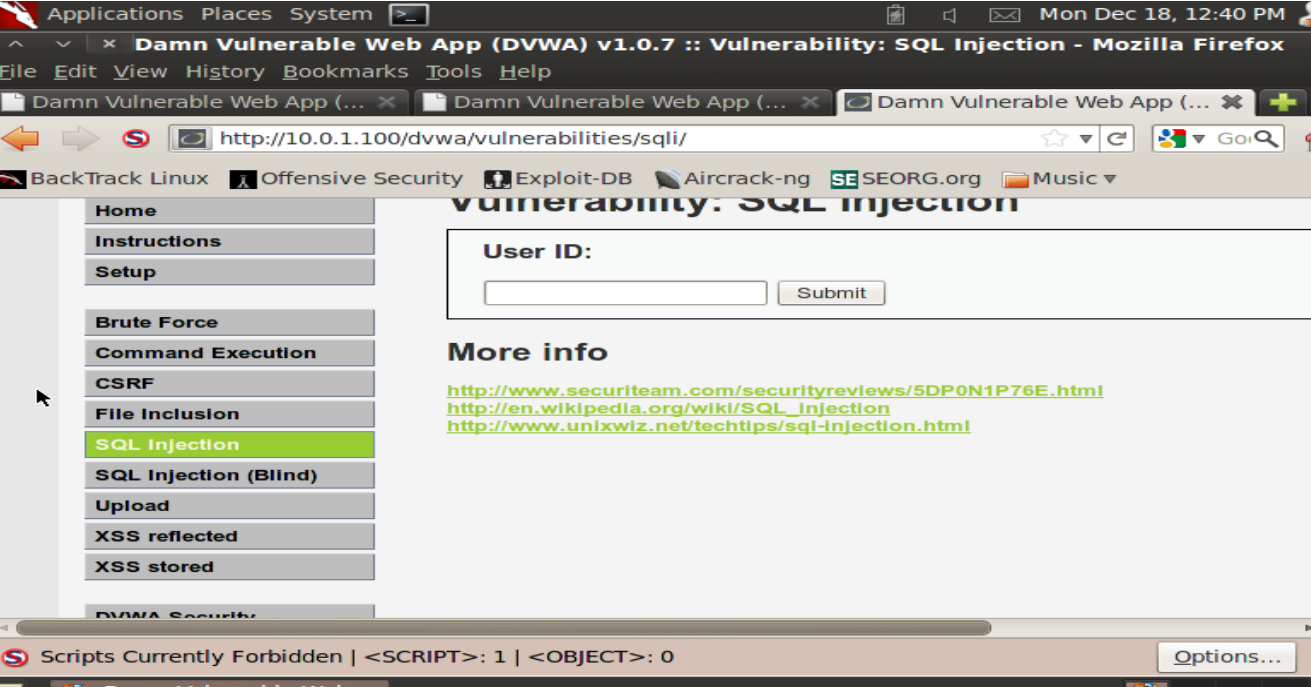 Applications Places System
Mon Dec 18, 12:40 PM
Damn Vulnerable Web App (DVWA) v1.0.7 :: Vulnerability: SQL Injection - Mozilla Firefox
File Edit View History Bookmarks Tools Help
Damn Vulnerable Web App (...
Damn Vulnerable Web App (...
Damn Vulnerable Web App (...
http://10.0.1.100/dvwa/vulnerabilities/sqli/
BackTrack Linux Offensive Security Exploit-DB Aircrack-ng SE SEORG.org Music
Vulnerability: SQL Injection
Home
Instructions
Setup
Brute Force
Command Execution
CSRF
File Inclusion
SQL Injection
SQL Injection (Blind)
Upload
XSS reflected
XSS stored
DVWA Security
User ID:
Submit
More info
http://www.securiteam.com/securityreviews/5DP0N1P76E.html
http://en.wikipedia.org/wiki/SQL_injection
http://www.unixwiz.net/techtips/sql-injection.html
S Scripts Currently Forbidden | <SCRIPT>: 1 | <OBJECT>: 0
Options...